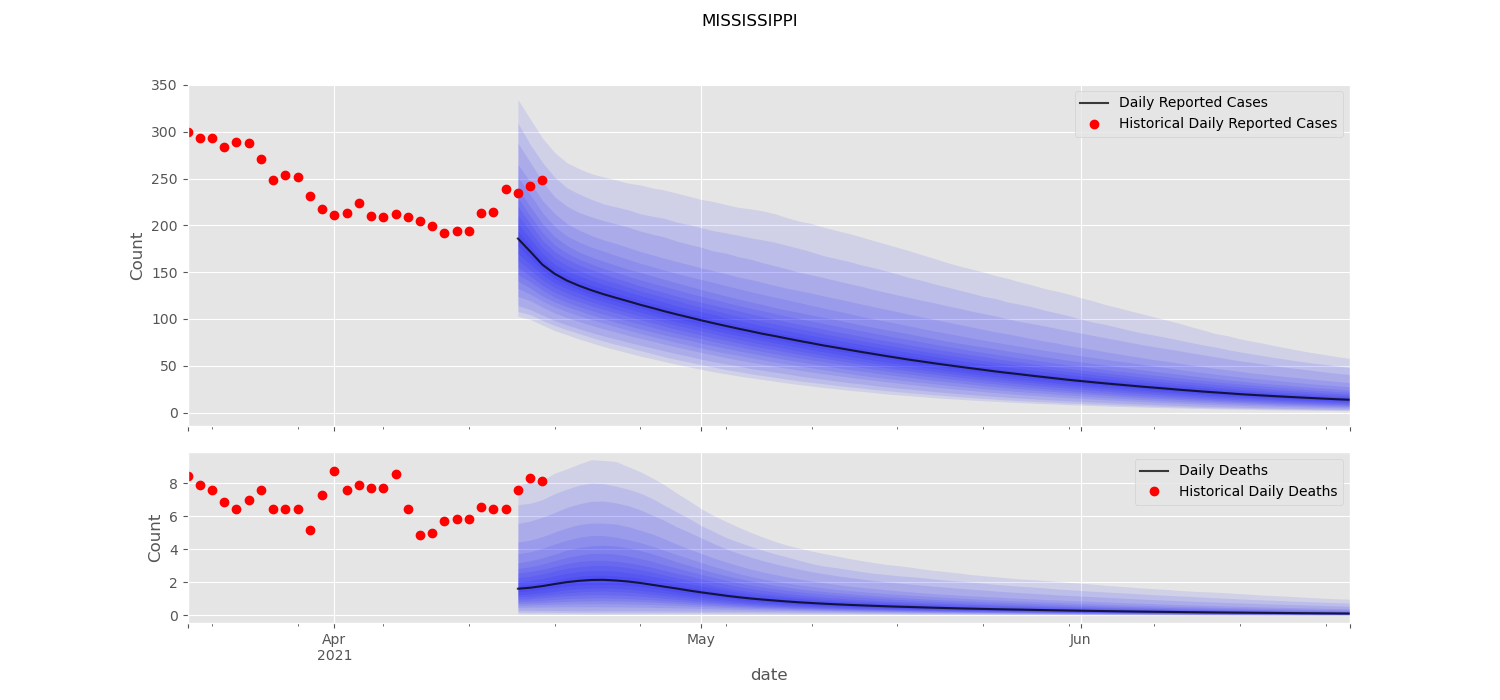 MISSISSIPPI
350
300
250
200
150
100
50
0
Count
Daily Reported Cases
Historical Daily Reported Cases
8
6
4
2
0
Count
Daily Deaths
Historical Daily Deaths
Apr
2021
May
Jun
date